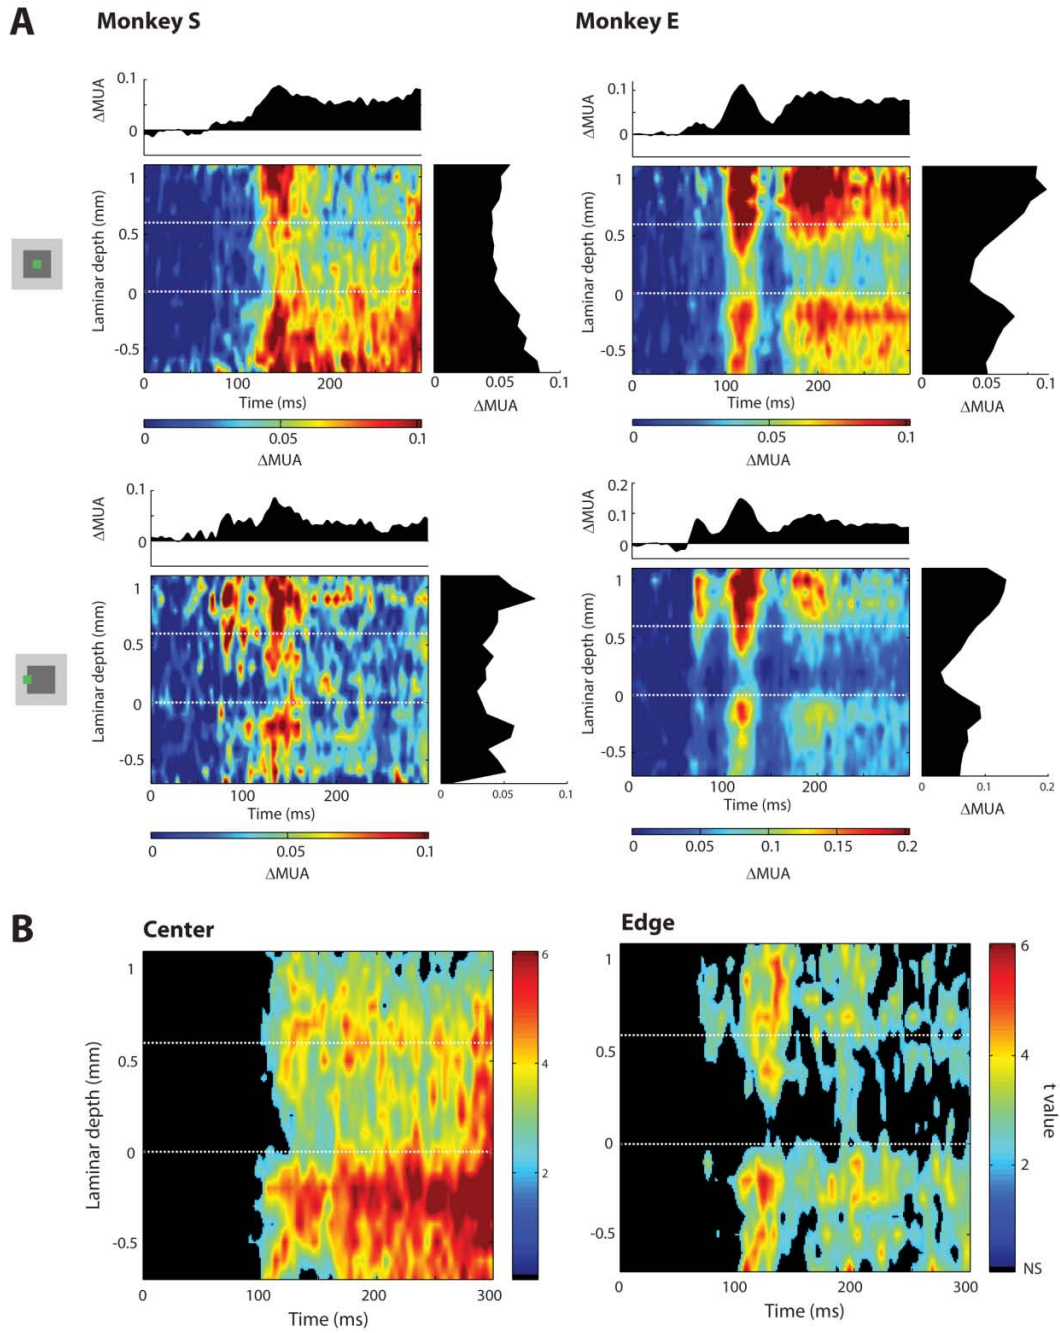 A
Monkey S
Monkey E
0.1
0
ΔMUA
0.1
0
ΔMUA
1
0.5
0
-0.5
Laminar depth (mm)
0 100 200
Time (ms)
0 0.05 0.1
ΔMUA
1
0.5
0
-0.5
Laminar depth (mm)
0 100 200
Time (ms)
0 0.05 0.1
ΔMUA
0 0.05 0.1
ΔMUA
0 0.05 0.1
ΔMUA
0.1
0
ΔMUA
0.2
0.1
0
ΔMUA
1
0.5
0
-0.5
Laminar depth (mm)
0 100 200
Time (ms)
0 0.05 0.1
1
0.5
0
-0.5
Laminar depth (mm)
0 100 200
Time (ms)
0 0.1 0.2
ΔMUA
0 0.05 0.1
ΔMUA
0 0.05 0.1 0.15 0.2
ΔMUA
B
Center
Edge
1
0.5
0
-0.5
Laminar depth (mm)
0 100 200 300
Time (ms)
6
4
2
1
0.5
0
-0.5
0 100 200 300
Time (ms)
6
4
2
NS
t value